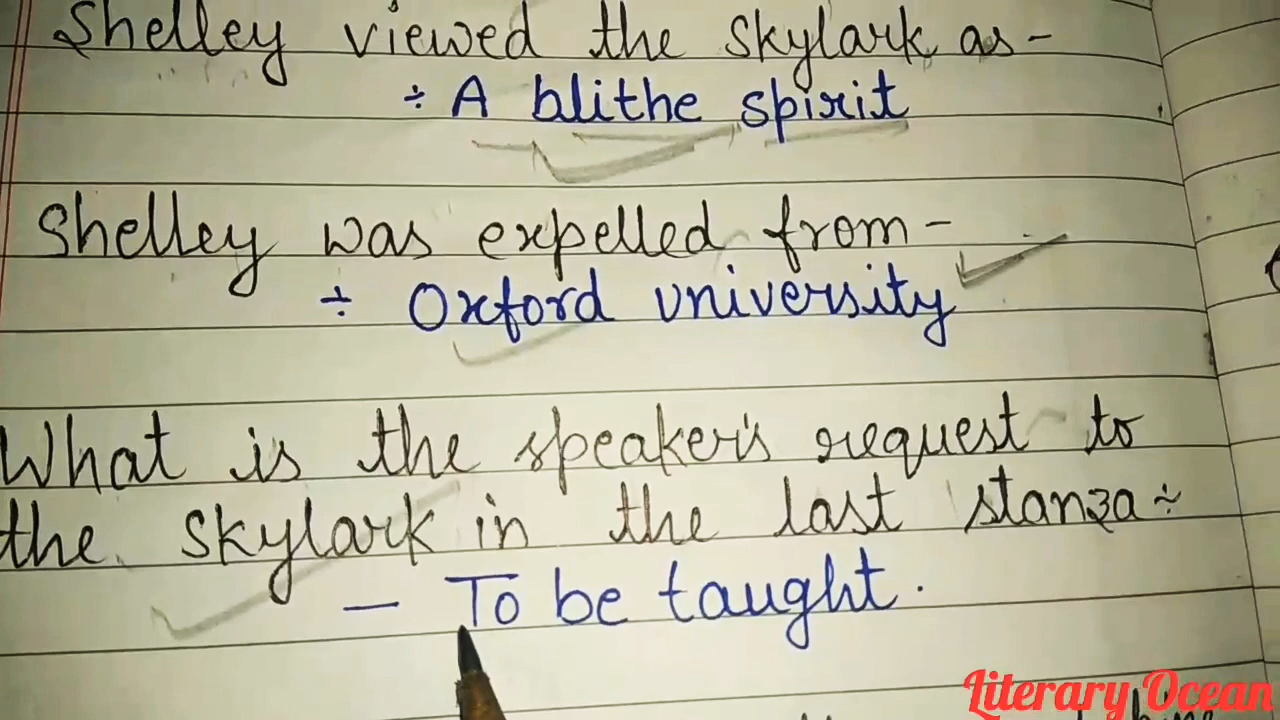 Shelley viewed the skylark as -
÷ A blithe spirit
Shelley was expelled from -
÷ Oxford university
What is the speaker's request to
the skylark in the last stanza ÷
- To be taught.
Literary Ocean